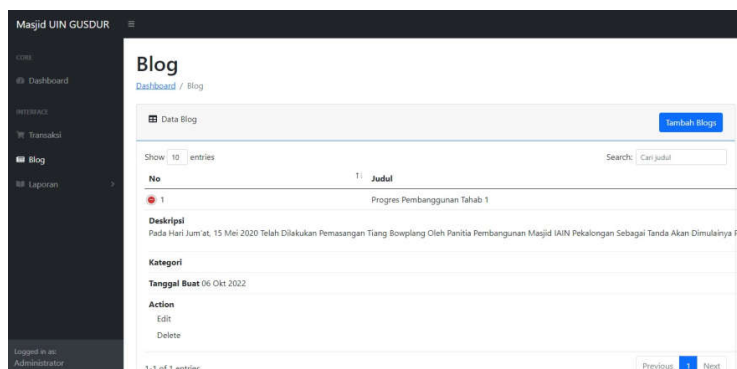 Masjid UIN GUSDUR
CORE
Dashboard
INTERFACE
Transaksi
Blog
Laporan
Logged in as:
Administrator
Blog
Dashboard / Blog
Data Blog
Tambah Blogs
Show 10 entries
Search: Cari judul
No Judul
1 Progres Pembanggunan Tahab 1
Deskripsi
Pada Hari Jum'at, 15 Mei 2020 Telah Dilakukan Pemasangan Tiang Bowplang Oleh Panitia Pembangunan Masjid IAIN Pekalongan Sebagai Tanda Akan Dimulainya
Kategori
Tanggal Buat 06 Okt 2022
Action
Edit
Delete
1-1 of 1 entries
Previous 1 Next